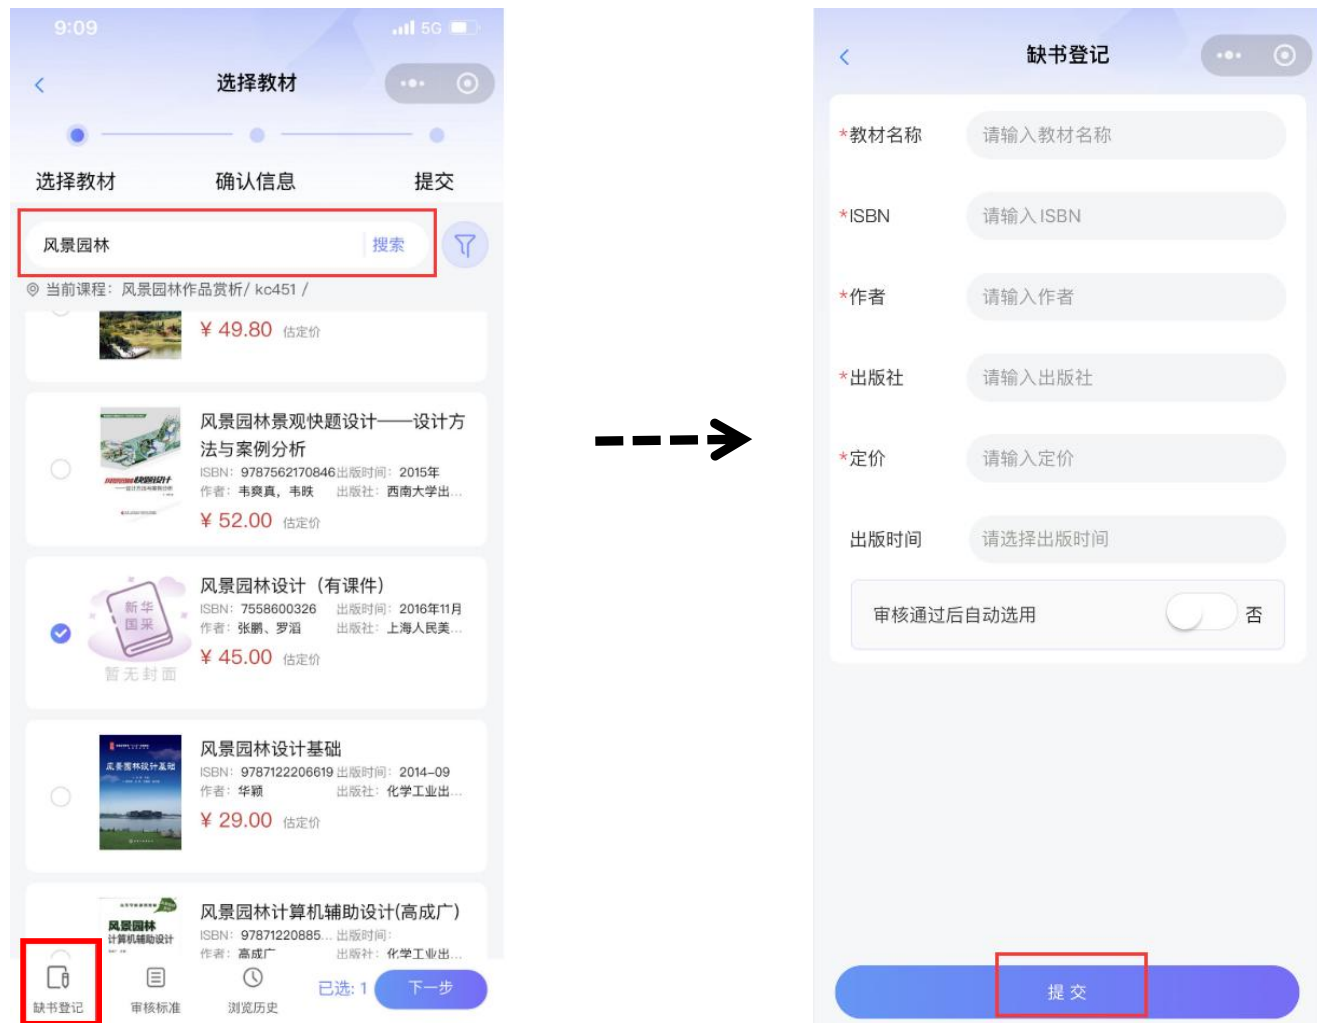 9:09
5G
选择教材
选择教材
确认信息
提交
风景园林
搜索
当前课程：风景园林作品赏析/ kc451 /
¥ 49.80 估定价
风景园林景观快题设计——设计方
法与案例分析
ISBN：9787562170846 出版时间：2015年
作者：韦爽真，韦昳 出版社：西南大学出...
¥ 52.00 估定价
新华
国采
暂无封面
风景园林设计（有课件）
ISBN：7558600326 出版时间：2016年11月
作者：张鹏、罗滔 出版社：上海人民美...
¥ 45.00 估定价
风景园林设计基础
风景园林设计基础
ISBN：9787122206619 出版时间：2014-09
作者：华颖 出版社：化学工业出...
¥ 29.00 估定价
风景园林
计算机辅助设计
风景园林计算机辅助设计(高成广)
ISBN：97871220885... 出版时间：
作者：高成广 出版社：化学工业出...
缺书登记
审核标准
浏览历史
已选: 1
下一步
缺书登记
*教材名称 请输入教材名称
*ISBN 请输入ISBN
*作者 请输入作者
*出版社 请输入出版社
*定价 请输入定价
出版时间 请选择出版时间
审核通过后自动选用 否
提交